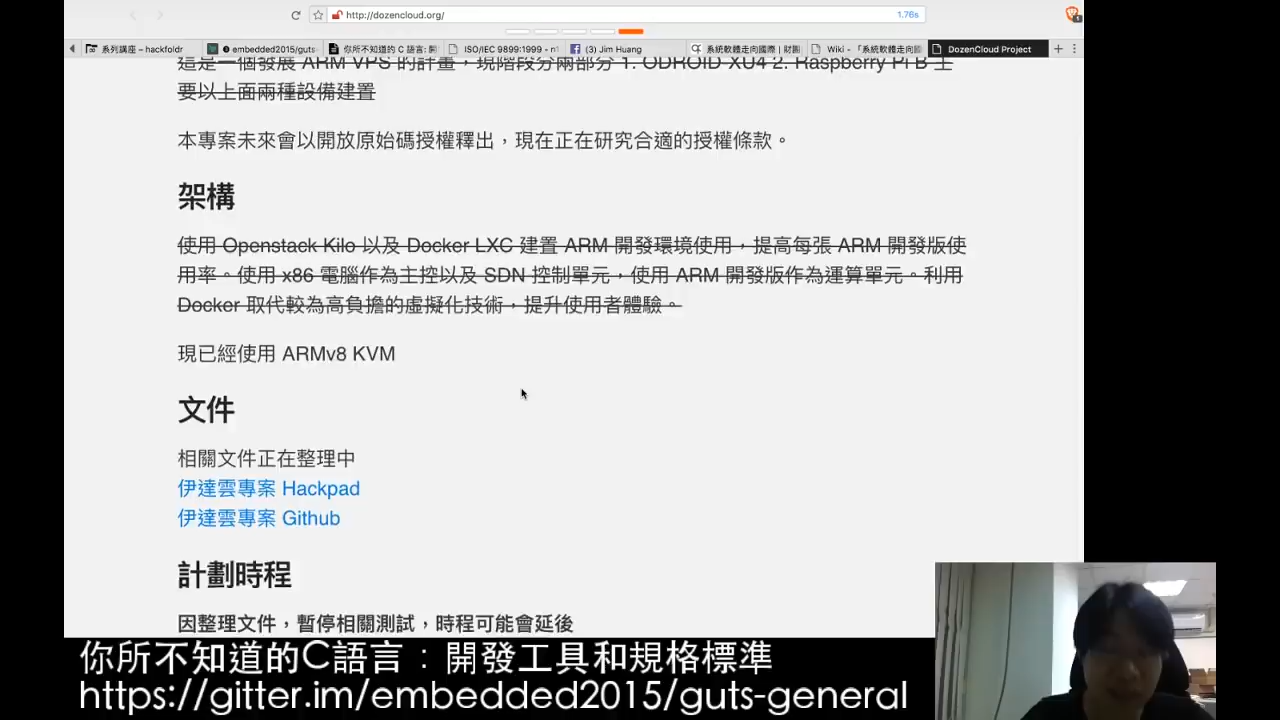 http://dozencloud.org/
1.76s
系列講座 – hackfoldr
embedded2015/guts-
你所不知道的 C 語言: 開
ISO/IEC 9899:1999 - n1
(3) Jim Huang
系統軟體走向國際 | 財團
Wiki - 「系統軟體走向國
DozenCloud Project
這是一個發展 ARM VPS 的計畫，現階段分兩部分 1. ODROID XU4 2. Raspberry Pi B 主
要以上面兩種設備建置
本專案未來會以開放原始碼授權釋出，現在正在研究合適的授權條款。
架構
使用 Openstack Kilo 以及 Docker LXC 建置 ARM 開發環境使用，提高每張 ARM 開發版使
用率。使用 x86 電腦作為主控以及 SDN 控制單元，使用 ARM 開發版作為運算單元。利用
Docker 取代較為高負擔的虛擬化技術，提升使用者體驗。
現已經使用 ARMv8 KVM
文件
相關文件正在整理中
伊達雲專案 Hackpad
伊達雲專案 Github
計劃時程
因整理文件，暫停相關測試，時程可能會延後
你所不知道的C語言：開發工具和規格標準
https://gitter.im/embedded2015/guts-general